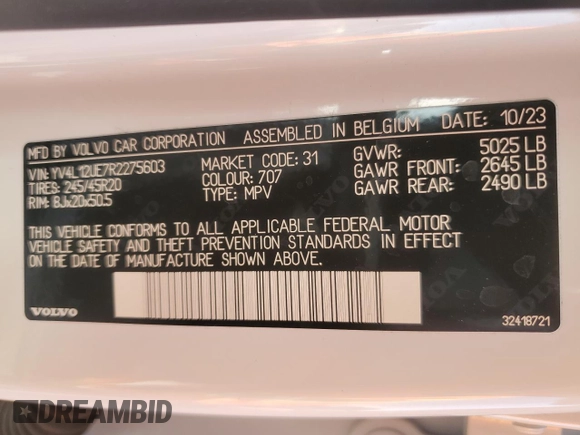 MFD BY VOLVO CAR CORPORATION ASSEMBLED IN BELGIUM DATE: 10/23
VIN: YV4L12UE7R2275603 MARKET CODE: 31 GVWR: 5025 LB
TIRES: 245/45R20 COLOUR: 707 GAWR FRONT: 2645 LB
RIM: 8Jx20x50.5 TYPE: MPV GAWR REAR: 2490 LB
THIS VEHICLE CONFORMS TO ALL APPLICABLE FEDERAL MOTOR
VEHICLE SAFETY AND THEFT PREVENTION STANDARDS IN EFFECT
ON THE DATE OF MANUFACTURE SHOWN ABOVE.
VOLVO
32418721
DREAMBID